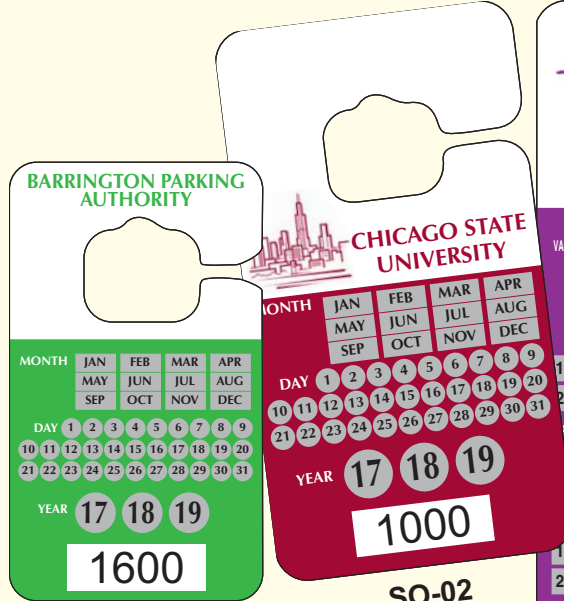 BARRINGTON PARKING
AUTHORITY
MONTH JAN FEB MAR APR
MAY JUN JUL AUG
SEP OCT NOV DEC
DAY 1 2 3 4 5 6 7 8 9
10 11 12 13 14 15 16 17 18 19 20
21 22 23 24 25 26 27 28 29 30 31
YEAR 17 18 19
1600
CHICAGO STATE
UNIVERSITY
ONTH JAN FEB MAR APR
MAY JUN JUL AUG
SEP OCT NOV DEC
DAY 1 2 3 4 5 6 7 8 9
10 11 12 13 14 15 16 17 18 19 20
21 22 23 24 25 26 27 28 29 30 31
YEAR 17 18 19
1000
SO-02
VA